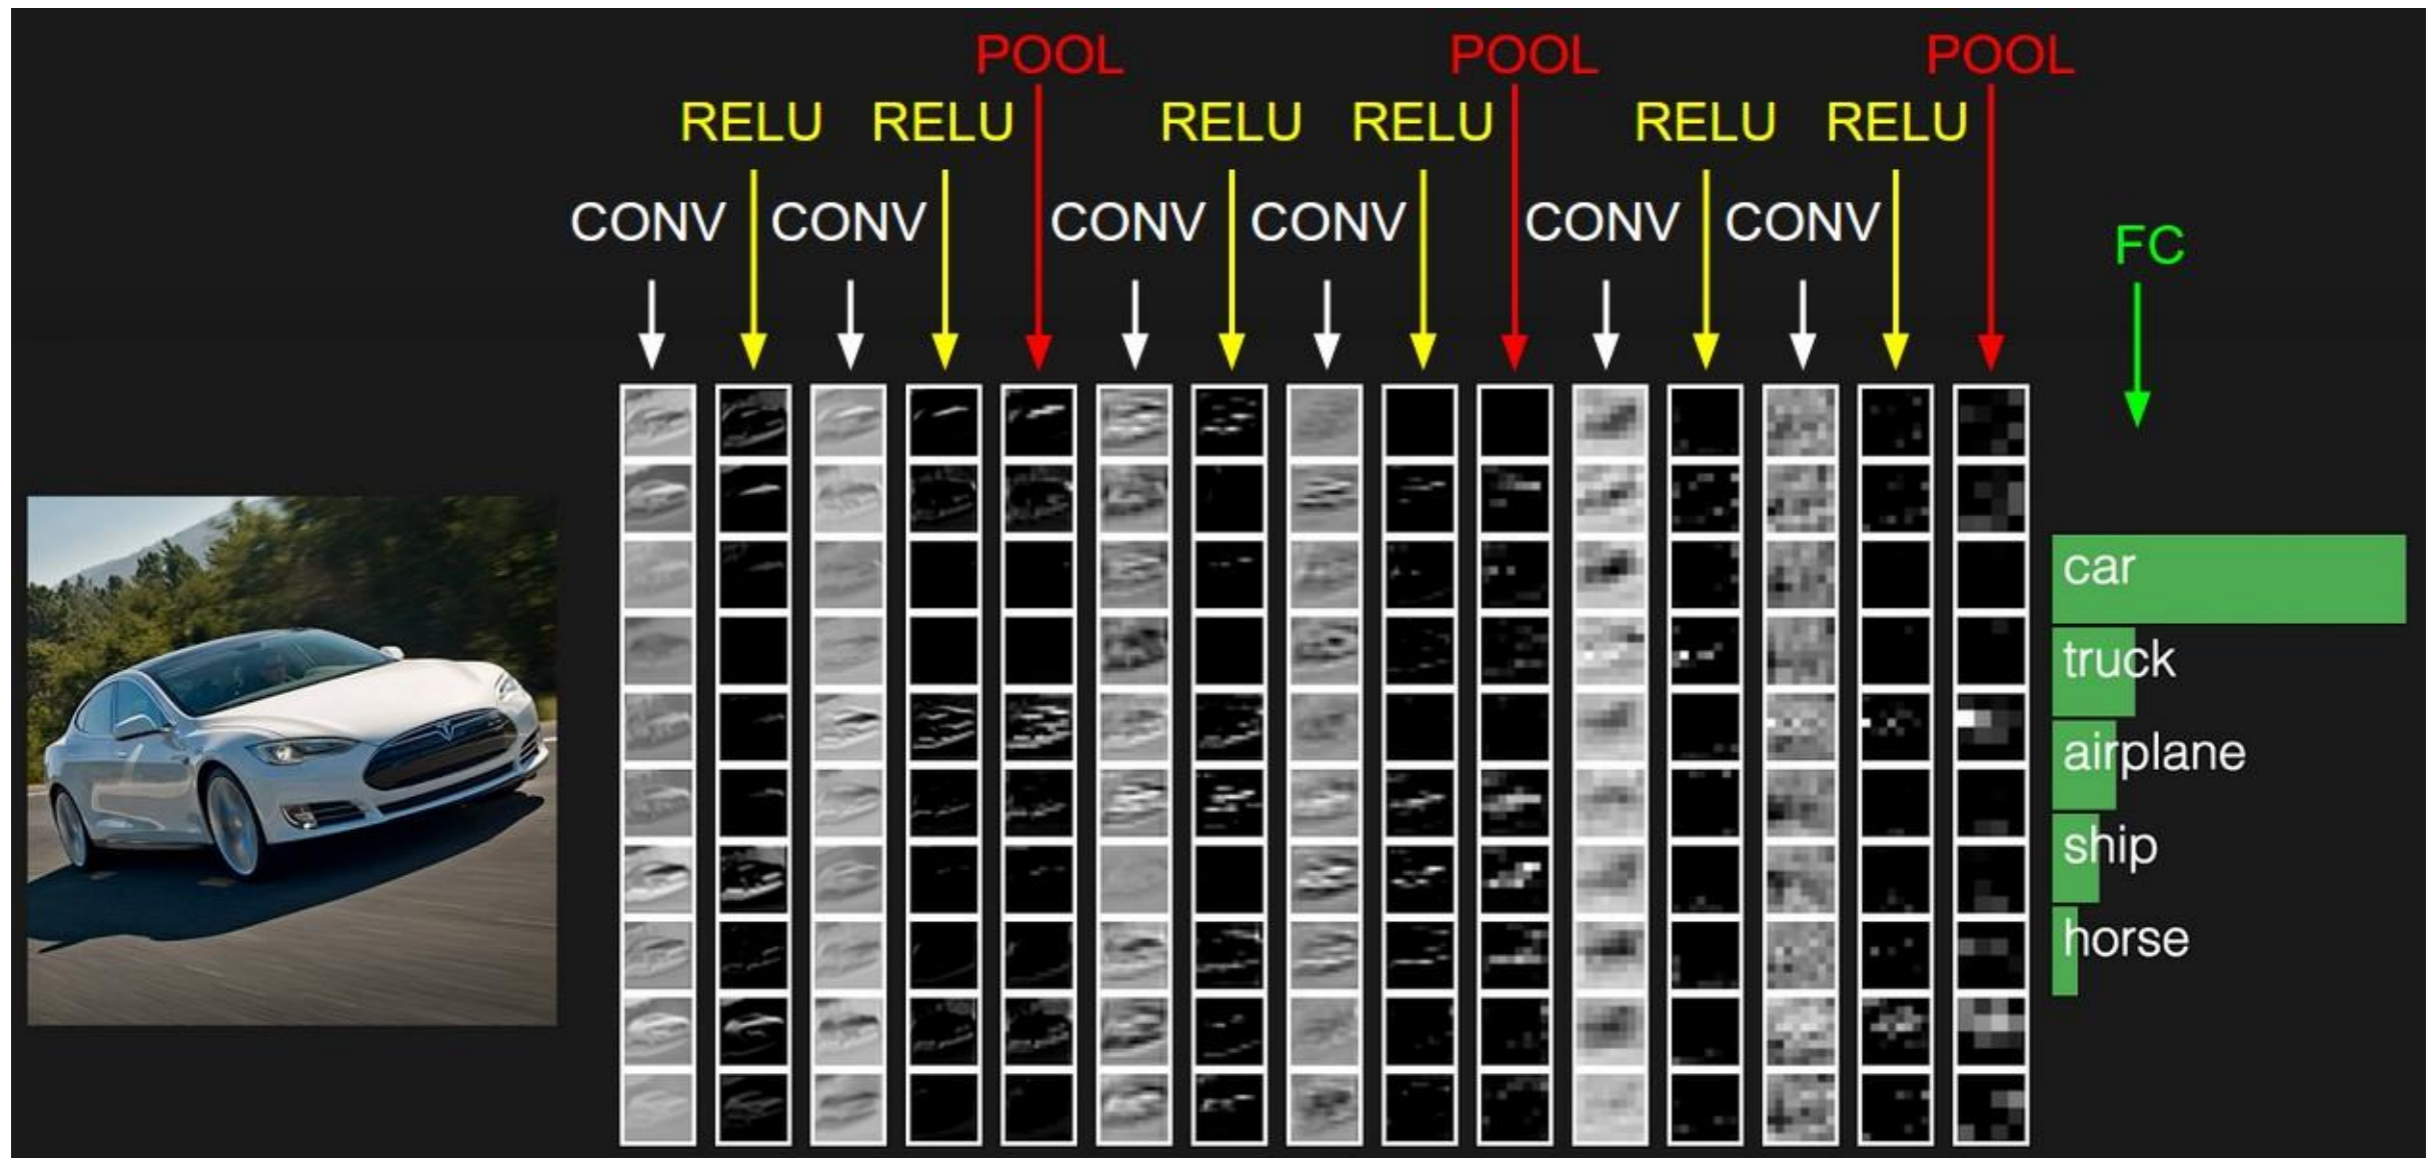 POOL POOL POOL
RELU RELU RELU RELU RELU RELU
CONV CONV CONV CONV CONV CONV
FC
car
truck
airplane
ship
horse